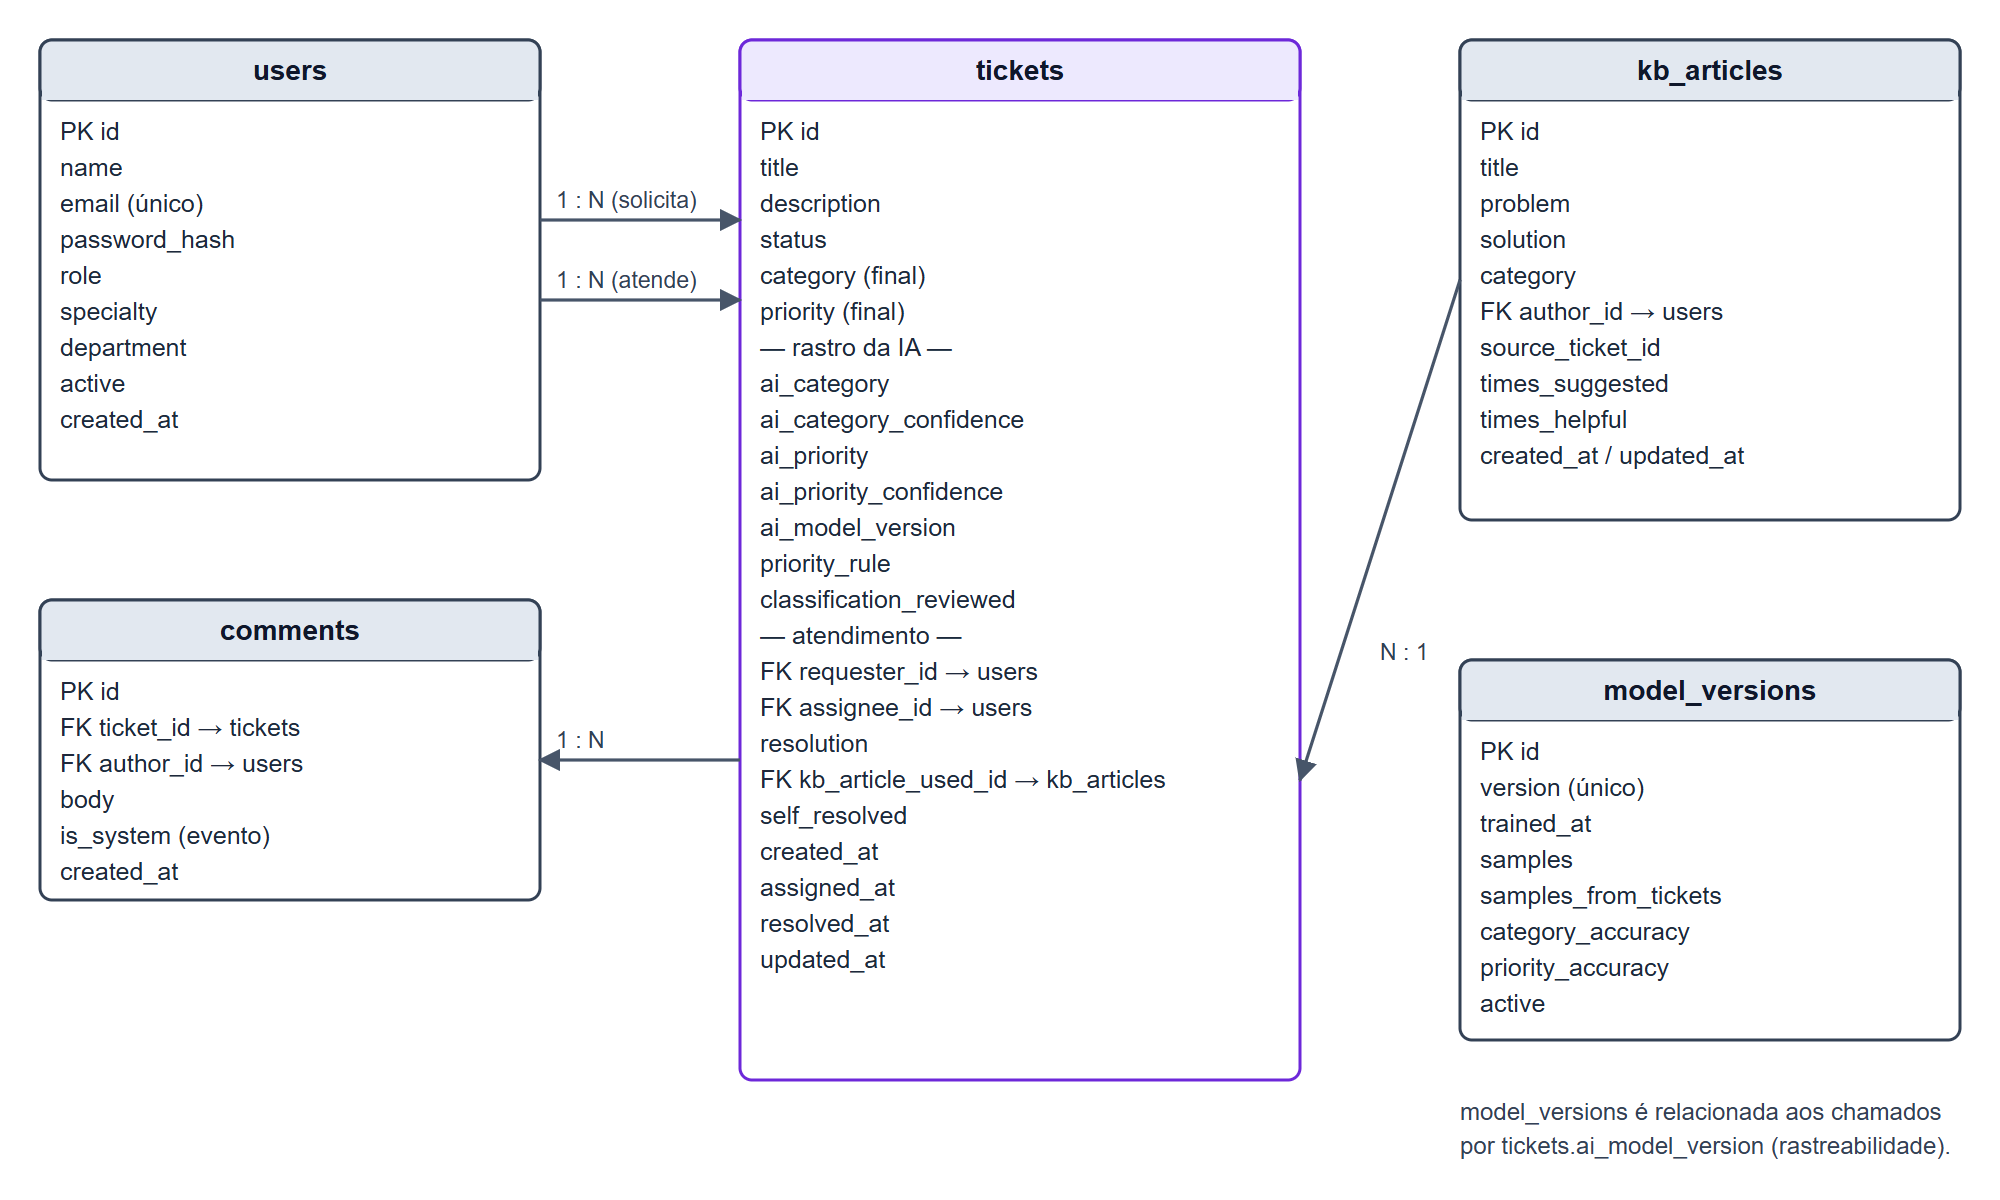 users
PK id
name
email (único)
password_hash
role
specialty
department
active
created_at
1 : N (solicita)
1 : N (atende)
tickets
PK id
title
description
status
category (final)
priority (final)
— rastro da IA —
ai_category
ai_category_confidence
ai_priority
ai_priority_confidence
ai_model_version
priority_rule
classification_reviewed
— atendimento —
FK requester_id → users
FK assignee_id → users
resolution
FK kb_article_used_id → kb_articles
self_resolved
created_at
assigned_at
resolved_at
updated_at
kb_articles
PK id
title
problem
solution
category
FK author_id → users
source_ticket_id
times_suggested
times_helpful
created_at / updated_at
N : 1
comments
PK id
FK ticket_id → tickets
FK author_id → users
body
is_system (evento)
created_at
1 : N
model_versions
PK id
version (único)
trained_at
samples
samples_from_tickets
category_accuracy
priority_accuracy
active
model_versions é relacionada aos chamados
por tickets.ai_model_version (rastreabilidade).